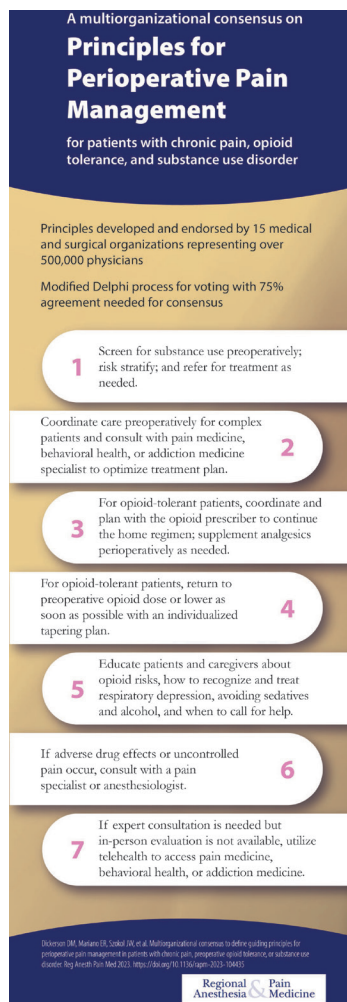 A multiorganizational consensus on
Principles for
Perioperative Pain
Management
for patients with chronic pain, opioid
tolerance, and substance use disorder
Principles developed and endorsed by 15 medical
and surgical organizations representing over
500,000 physicians
Modified Delphi process for voting with 75%
agreement needed for consensus
1
Screen for substance use preoperatively;
risk stratify; and refer for treatment as
needed.
Coordinate care preoperatively for complex
patients and consult with pain medicine,
behavioral health, or addiction medicine
specialist to optimize treatment plan.
2
3
For opioid-tolerant patients, coordinate and
plan with the opioid prescriber to continue
the home regimen; supplement analgesics
perioperatively as needed.
For opioid-tolerant patients, return to
preoperative opioid dose or lower as
soon as possible with an individualized
tapering plan.
4
5
Educate patients and caregivers about
opioid risks, how to recognize and treat
respiratory depression, avoiding sedatives
and alcohol, and when to call for help.
If adverse drug effects or uncontrolled
pain occur, consult with a pain
specialist or anesthesiologist.
6
7
If expert consultation is needed but
in-person evaluation is not available, utilize
telehealth to access pain medicine,
behavioral health, or addiction medicine.
Dickerson DM, Mariano ER, Szokol JW, et al. Multiorganizational consensus to define guiding principles for
perioperative pain management in patients with chronic pain, preoperative opioid tolerance, or substance use
disorder. Reg Anesth Pain Med 2023. https://doi.org/10.1136/rapm-2023-104435
Regional & Pain
Anesthesia Medicine